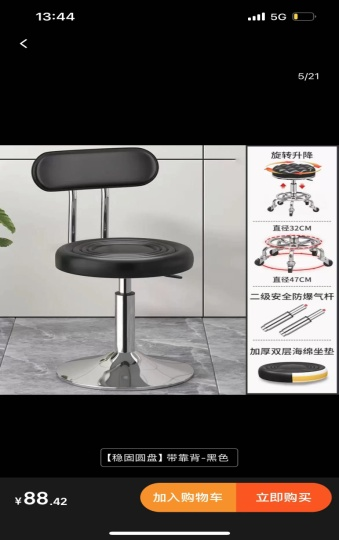 13:44
5G
5/21
旋转升降
直径32CM
直径47CM
二级安全防爆气杆
加厚双层海绵坐垫
【稳固圆盘】带靠背-黑色
¥88.42
加入购物车
立即购买